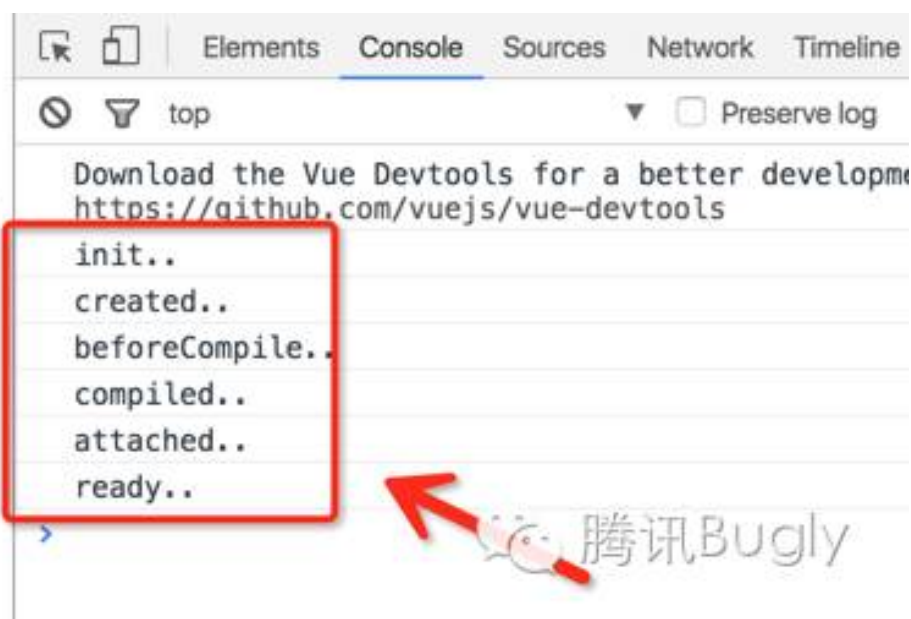 Elements Console Sources Network Timeline
top Preserve log
Download the Vue Devtools for a better developme
https://github.com/vuejs/vue-devtools
init..
created..
beforeCompile..
compiled..
attached..
ready..
>
腾讯Bugly